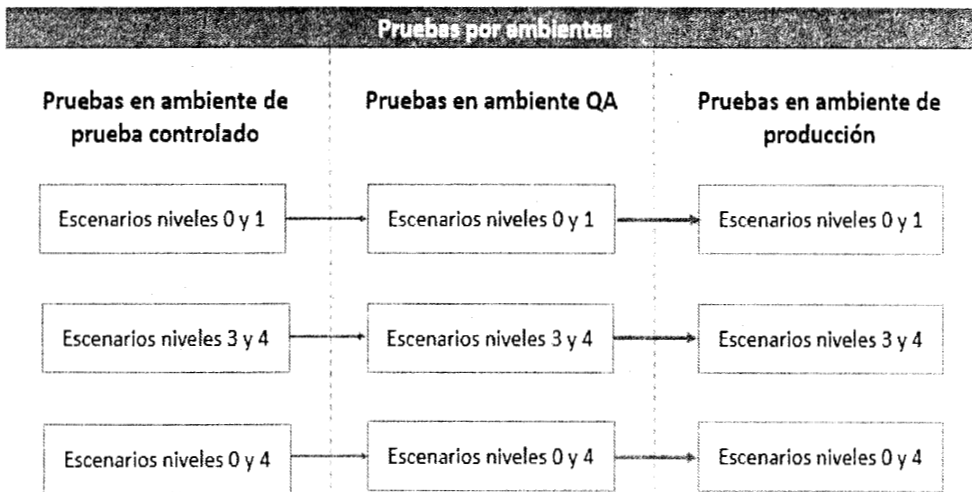 Pruebas por ambientes
Pruebas en ambiente de
prueba controlado
Pruebas en ambiente QA
Pruebas en ambiente de
producción
Escenarios niveles 0 y 1
Escenarios niveles 0 y 1
Escenarios niveles 0 y 1
Escenarios niveles 3 y 4
Escenarios niveles 3 y 4
Escenarios niveles 3 y 4
Escenarios niveles 0 y 4
Escenarios niveles 0 y 4
Escenarios niveles 0 y 4